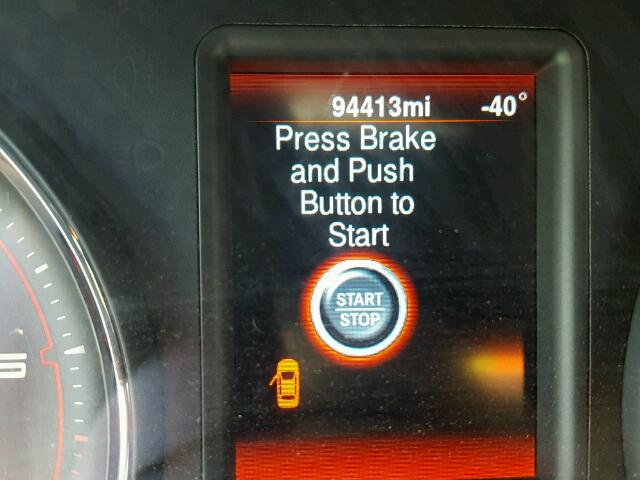 94413mi -40°
Press Brake
and Push
Button to
Start
START
STOP